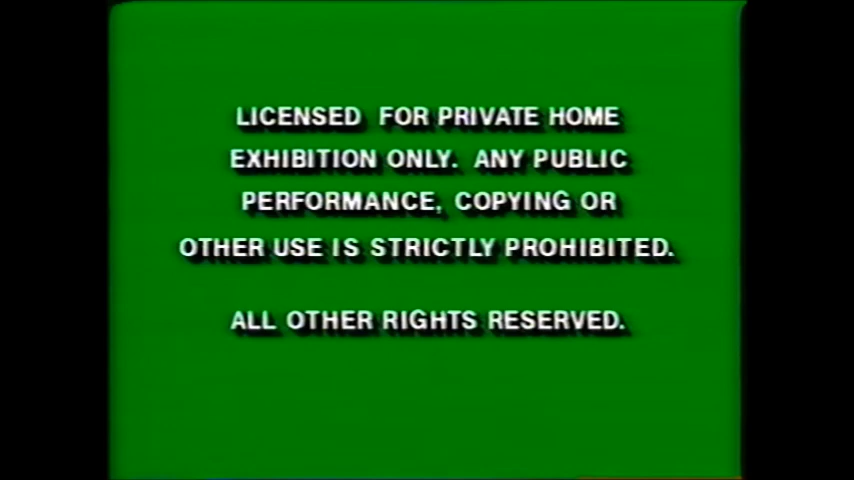 LICENSED FOR PRIVATE HOME
EXHIBITION ONLY. ANY PUBLIC
PERFORMANCE, COPYING OR
OTHER USE IS STRICTLY PROHIBITED.
ALL OTHER RIGHTS RESERVED.